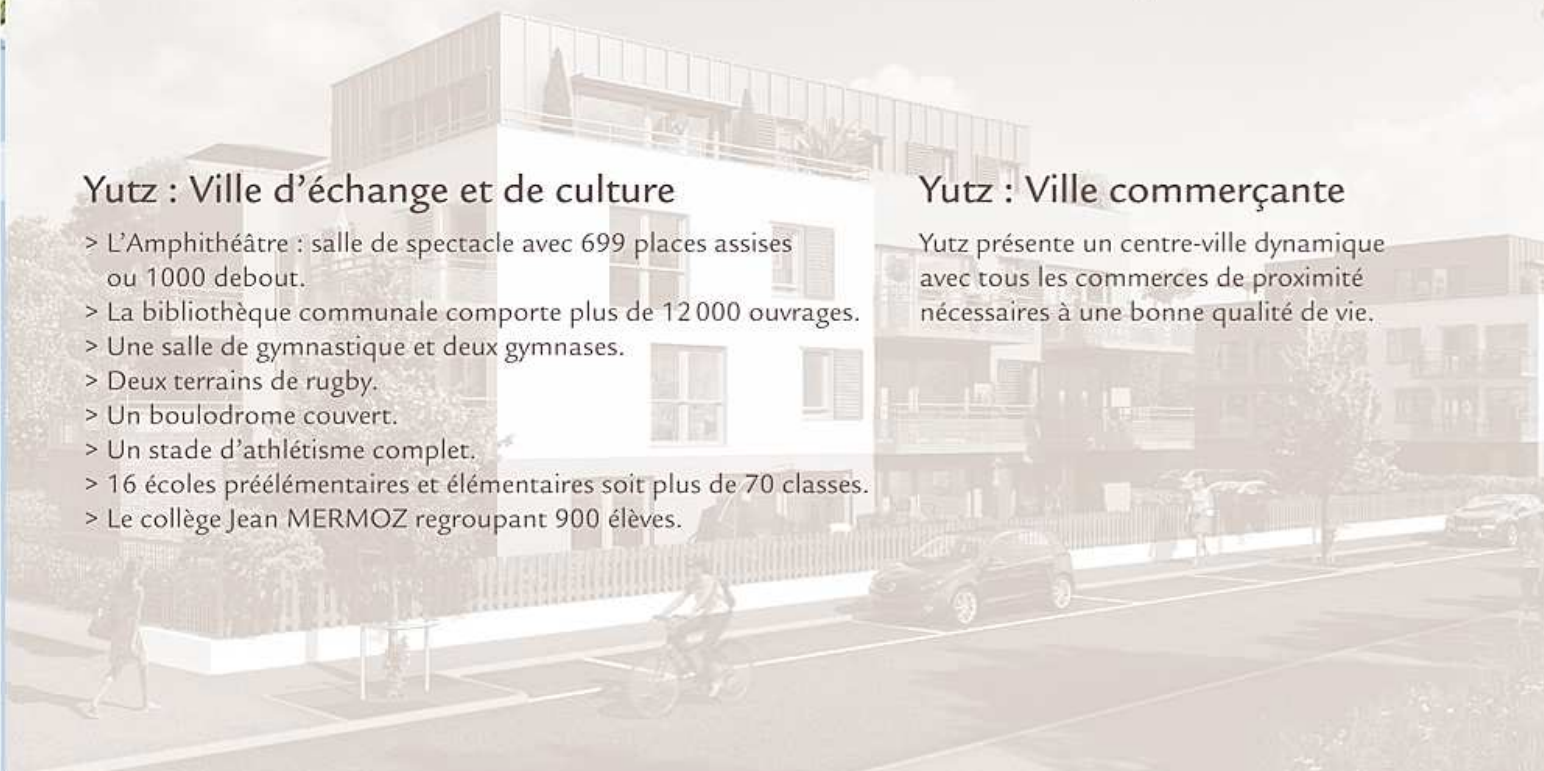 Yutz : Ville d'échange et de culture
> L'Amphithéâtre : salle de spectacle avec 699 places assises
ou 1000 debout.
> La bibliothèque communale comporte plus de 12 000 ouvrages.
> Une salle de gymnastique et deux gymnases.
> Deux terrains de rugby.
> Un boulodrome couvert.
> Un stade d'athlétisme complet.
> 16 écoles préélémentaires et élémentaires soit plus de 70 classes.
> Le collège Jean MERMOZ regroupant 900 élèves.
Yutz : Ville commerçante
Yutz présente un centre-ville dynamique
avec tous les commerces de proximité
nécessaires à une bonne qualité de vie.